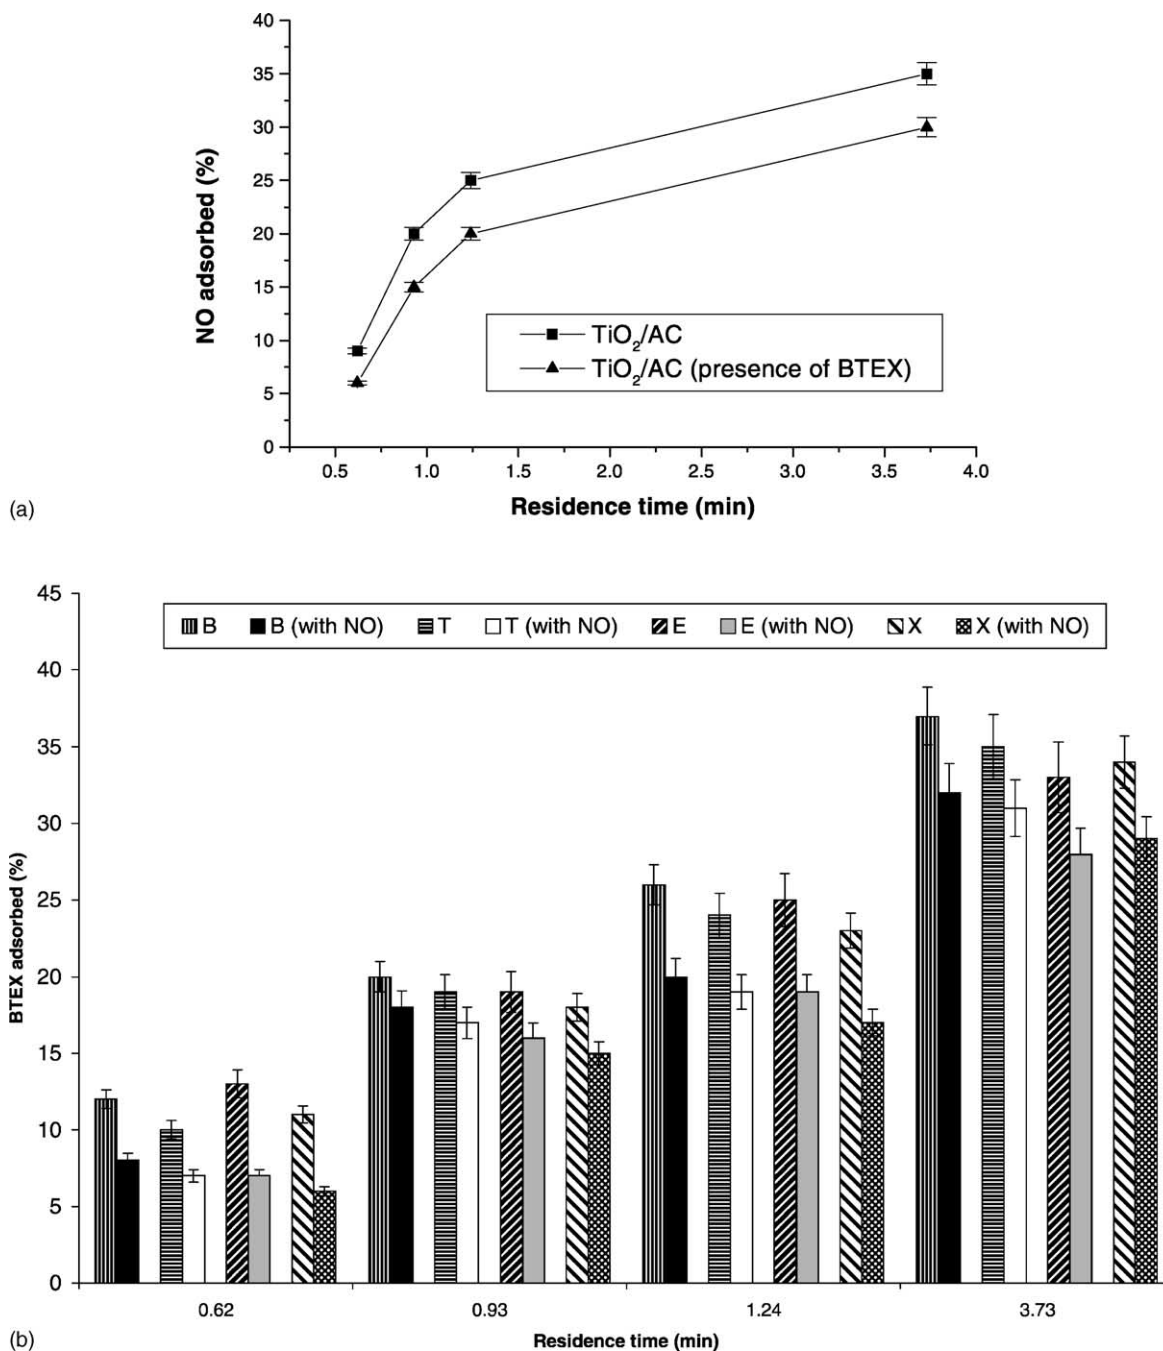 40
35
30
25
20
15
10
5
0
NO adsorbed (%)
TiO2/AC
TiO2/AC (presence of BTEX)
0.5 1.0 1.5 2.0 2.5 3.0 3.5 4.0
Residence time (min)
(a)
45
40
35
30
25
20
15
10
5
0
BTEX adsorbed (%)
B B (with NO) T T (with NO) E E (with NO) X X (with NO)
0.62 0.93 1.24 3.73
Residence time (min)
(b)